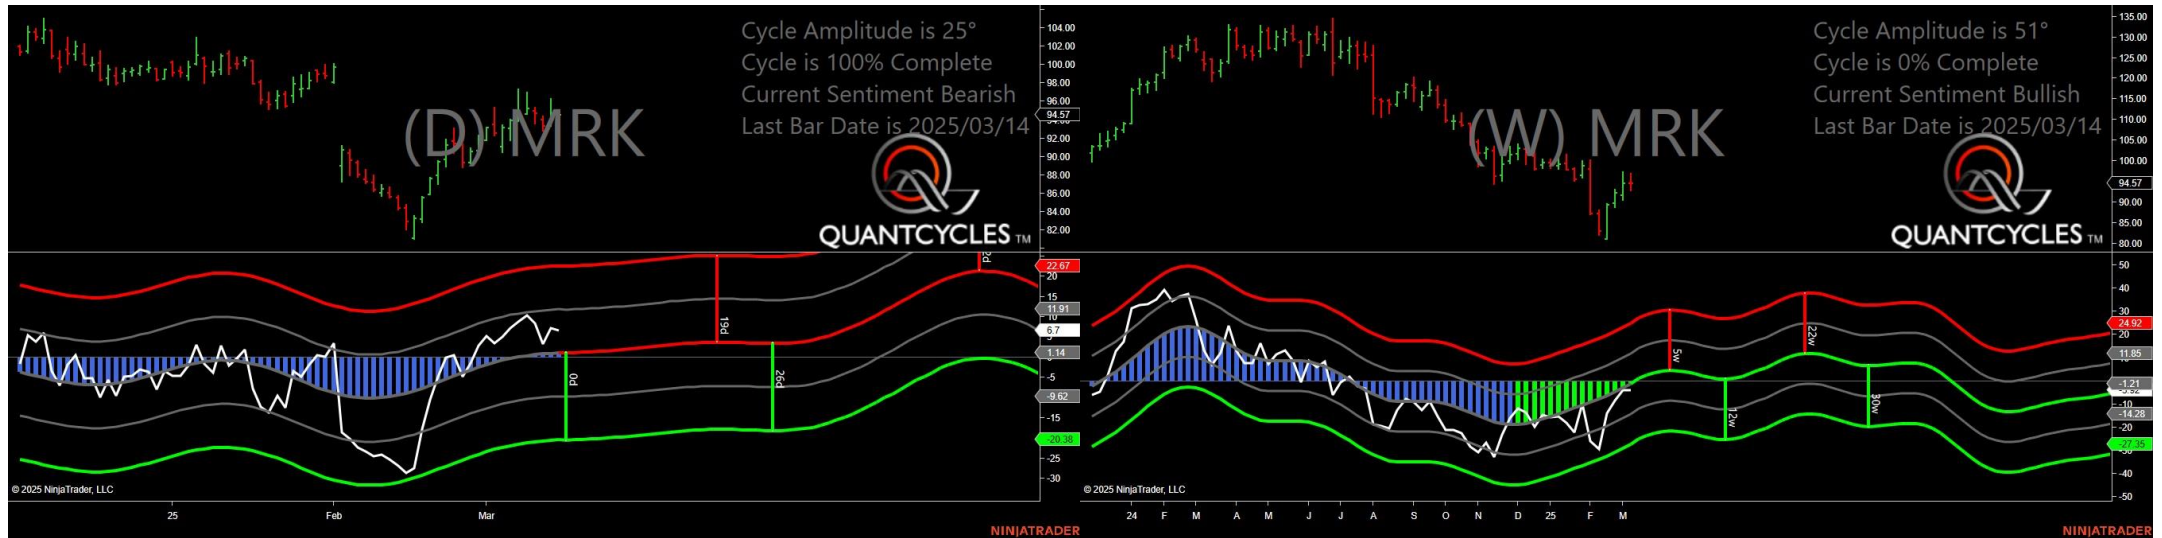 Cycle Amplitude is 25°
Cycle is 100% Complete
Current Sentiment Bearish
Last Bar Date is 2025/03/14
(D) MRK
QUANTCYCLES TM
104.00
102.00
100.00
98.00
96.00
94.57
92.00
90.00
88.00
86.00
84.00
82.00
22.67
20
15
11.91
6.7
1.14
-5
-9.62
-15
-20.38
-25
-30
0d
19d
26d
© 2025 NinjaTrader, LLC
25
Feb
Mar
NINJATRADER
Cycle Amplitude is 51°
Cycle is 0% Complete
Current Sentiment Bullish
Last Bar Date is 2025/03/14
(W) MRK
QUANTCYCLES TM
135.00
130.00
125.00
120.00
115.00
110.00
105.00
100.00
94.57
90.00
85.00
80.00
50
40
30
24.92
20
11.85
-1.21
-10
-14.28
-20
-27.35
-40
-50
5w
12w
22w
30w
© 2025 NinjaTrader, LLC
24
F
M
A
M
J
J
A
S
O
N
D
25
F
M
NINJATRADER